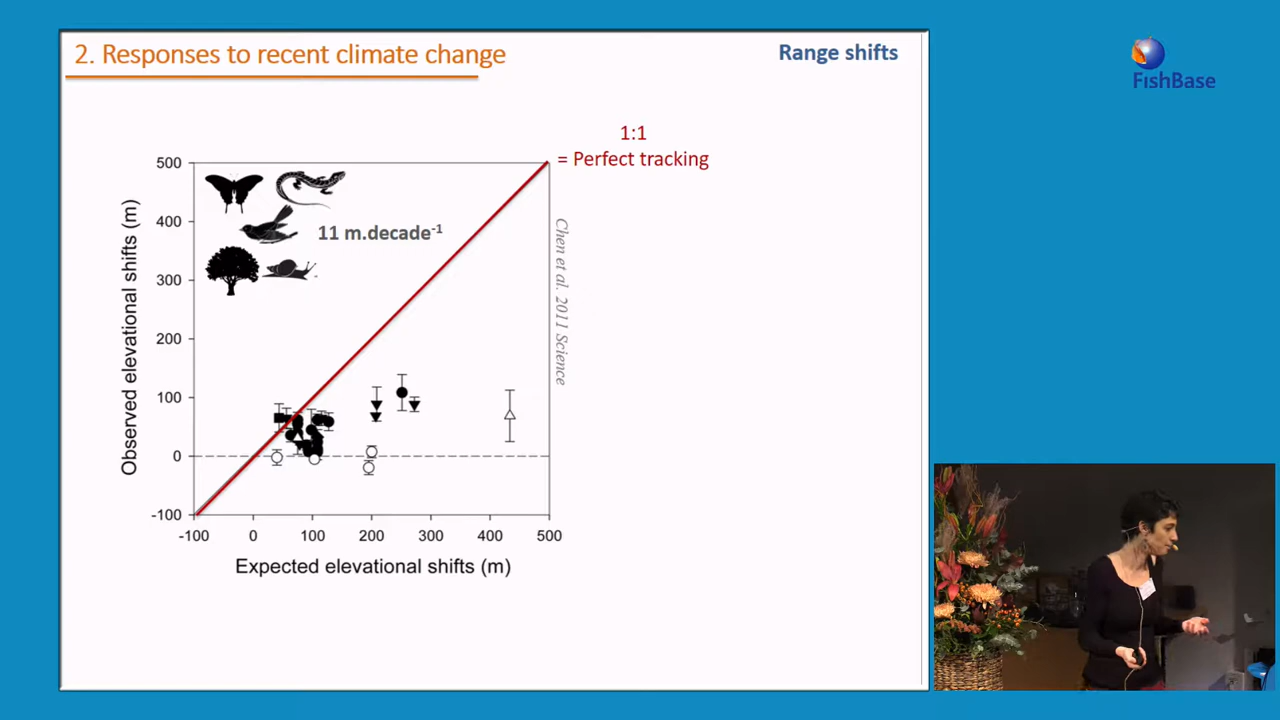 2. Responses to recent climate change
Range shifts
FishBase
1:1
= Perfect tracking
500
400
300
200
100
0
-100
Observed elevational shifts (m)
11 m.decade-1
Chen et al. 2011 Science
-100
0
100
200
300
400
500
Expected elevational shifts (m)